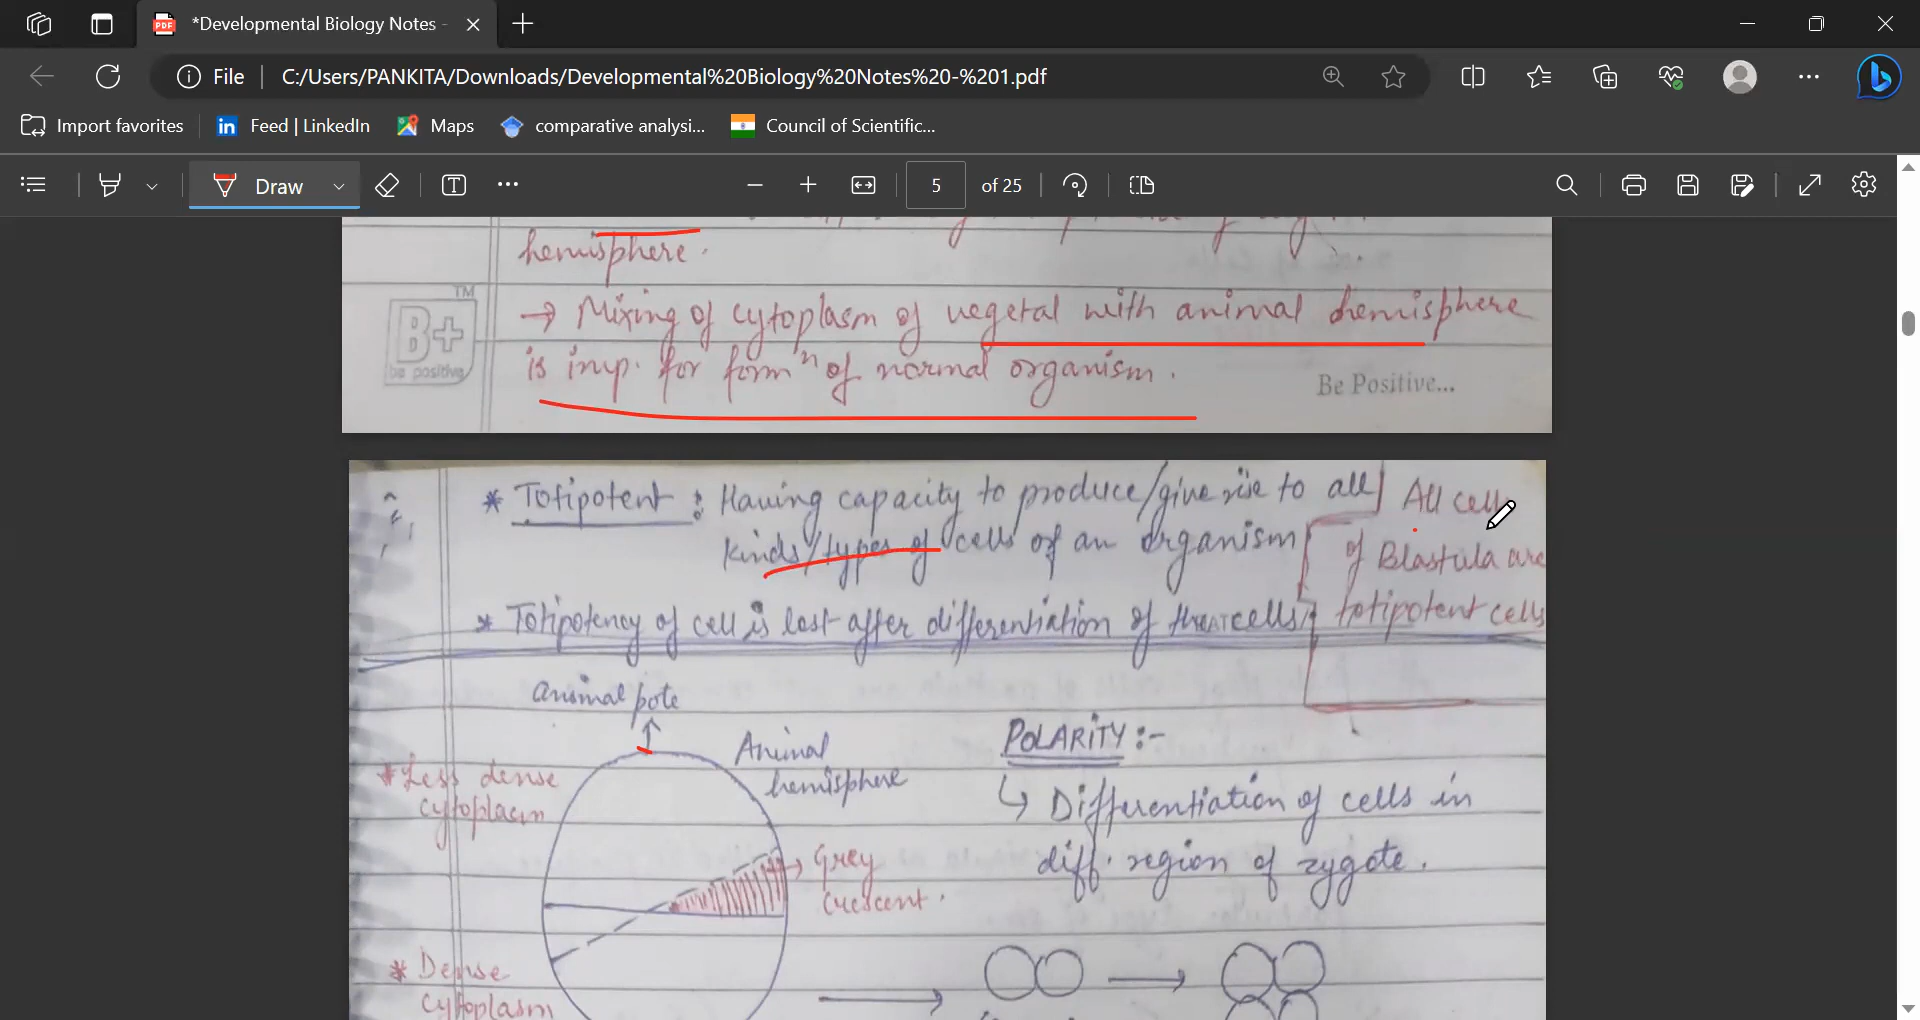 *Developmental Biology Notes -
File
C:/Users/PANKITA/Downloads/Developmental%20Biology%20Notes%20-%201.pdf
Import favorites
Feed | LinkedIn
Maps
comparative analysi...
Council of Scientific...
Draw
5 of 25
hemisphere.
→ Mixing of cytoplasm of vegetal with animal hemisphere
is imp. for formⁿ of normal organism.
B+ TM
be positive
Be Positive...
* Totipotent : Having capacity to produce/give rise to all
kinds/types of cells of an organism
* Totipotency of cell is lost after differentiation of cells
All cells
of Blastula are
totipotent cells
animal pole
Animal
hemisphere
*Less dense
cytoplasm
Grey
crescent.
* Dense
cytoplasm
POLARITY :-
↳ Differentiation of cells in
diff. region of zygote.